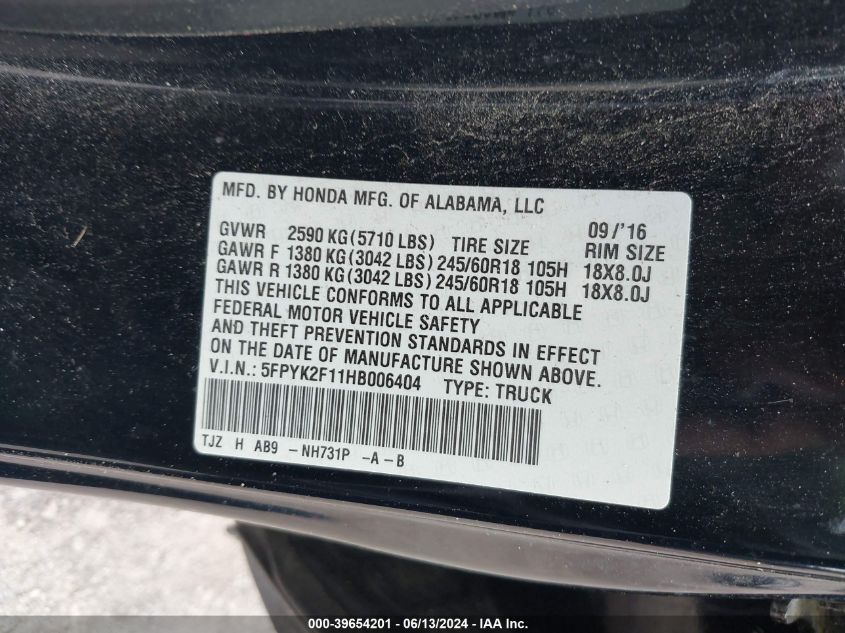 MFD. BY HONDA MFG. OF ALABAMA, LLC 09/'16
GVWR 2590 KG(5710 LBS) TIRE SIZE RIM SIZE
GAWR F 1380 KG(3042 LBS) 245/60R18 105H 18X8.0J
GAWR R 1380 KG(3042 LBS) 245/60R18 105H 18X8.0J
THIS VEHICLE CONFORMS TO ALL APPLICABLE
FEDERAL MOTOR VEHICLE SAFETY
AND THEFT PREVENTION STANDARDS IN EFFECT
ON THE DATE OF MANUFACTURE SHOWN ABOVE.
V.I.N.: 5FPYK2F11HB006404 TYPE: TRUCK
TJZ H AB9 -NH731P -A-B
000-39654201 - 06/13/2024 - IAAI.com